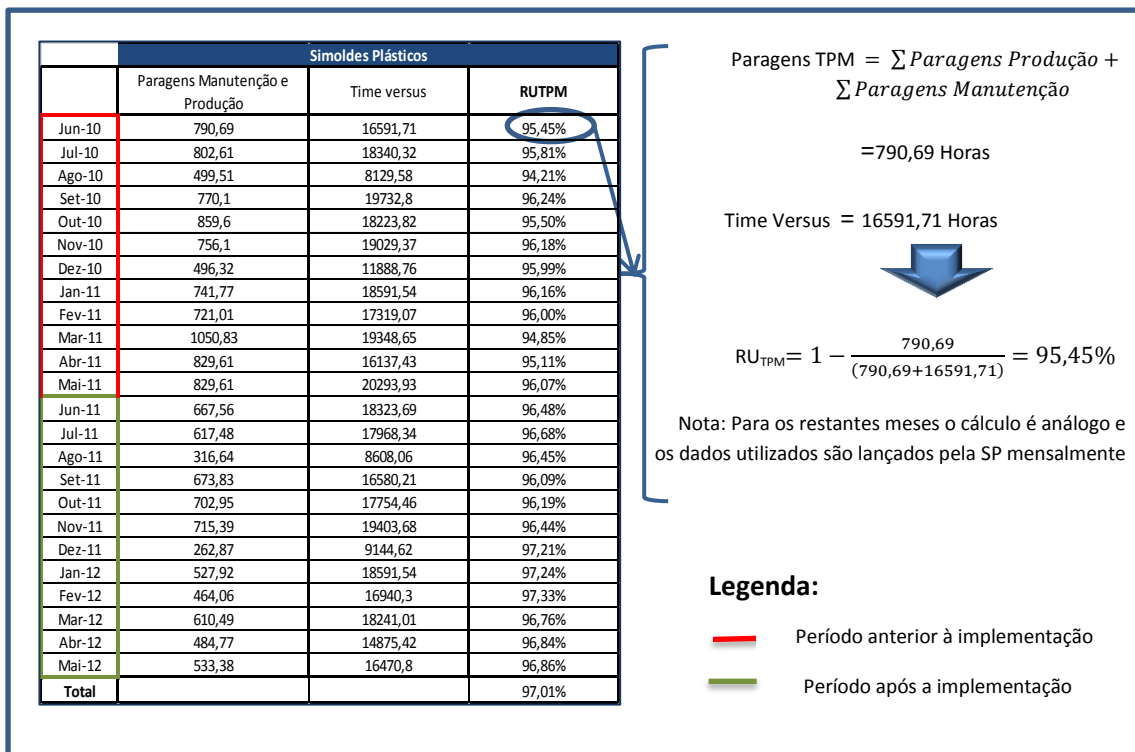 Simoldes Plásticos
Paragens Manutenção e Produção Time versus RUTPM
Jun-10 790,69 16591,71 95,45%
Jul-10 802,61 18340,32 95,81%
Ago-10 499,51 8129,58 94,21%
Set-10 770,1 19732,8 96,24%
Out-10 859,6 18223,82 95,50%
Nov-10 756,1 19029,37 96,18%
Dez-10 496,32 11888,76 95,99%
Jan-11 741,77 18591,54 96,16%
Fev-11 721,01 17319,07 96,00%
Mar-11 1050,83 19348,65 94,85%
Abr-11 829,61 16137,43 95,11%
Mai-11 829,61 20293,93 96,07%
Jun-11 667,56 18323,69 96,48%
Jul-11 617,48 17968,34 96,68%
Ago-11 316,64 8608,06 96,45%
Set-11 673,83 16580,21 96,09%
Out-11 702,95 17754,46 96,19%
Nov-11 715,39 19403,68 96,44%
Dez-11 262,87 9144,62 97,21%
Jan-12 527,92 18591,54 97,24%
Fev-12 464,06 16940,3 97,33%
Mar-12 610,49 18241,01 96,76%
Abr-12 484,77 14875,42 96,84%
Mai-12 533,38 16470,8 96,86%
Total 97,01%
Paragens TPM = ∑ Paragens Produção +
∑ Paragens Manutenção
=790,69 Horas
Time Versus = 16591,71 Horas
RU_TPM= 1 − 790,69 / (790,69+16591,71) = 95,45%
Nota: Para os restantes meses o cálculo é análogo e
os dados utilizados são lançados pela SP mensalmente
Legenda:
Período anterior à implementação
Período após a implementação